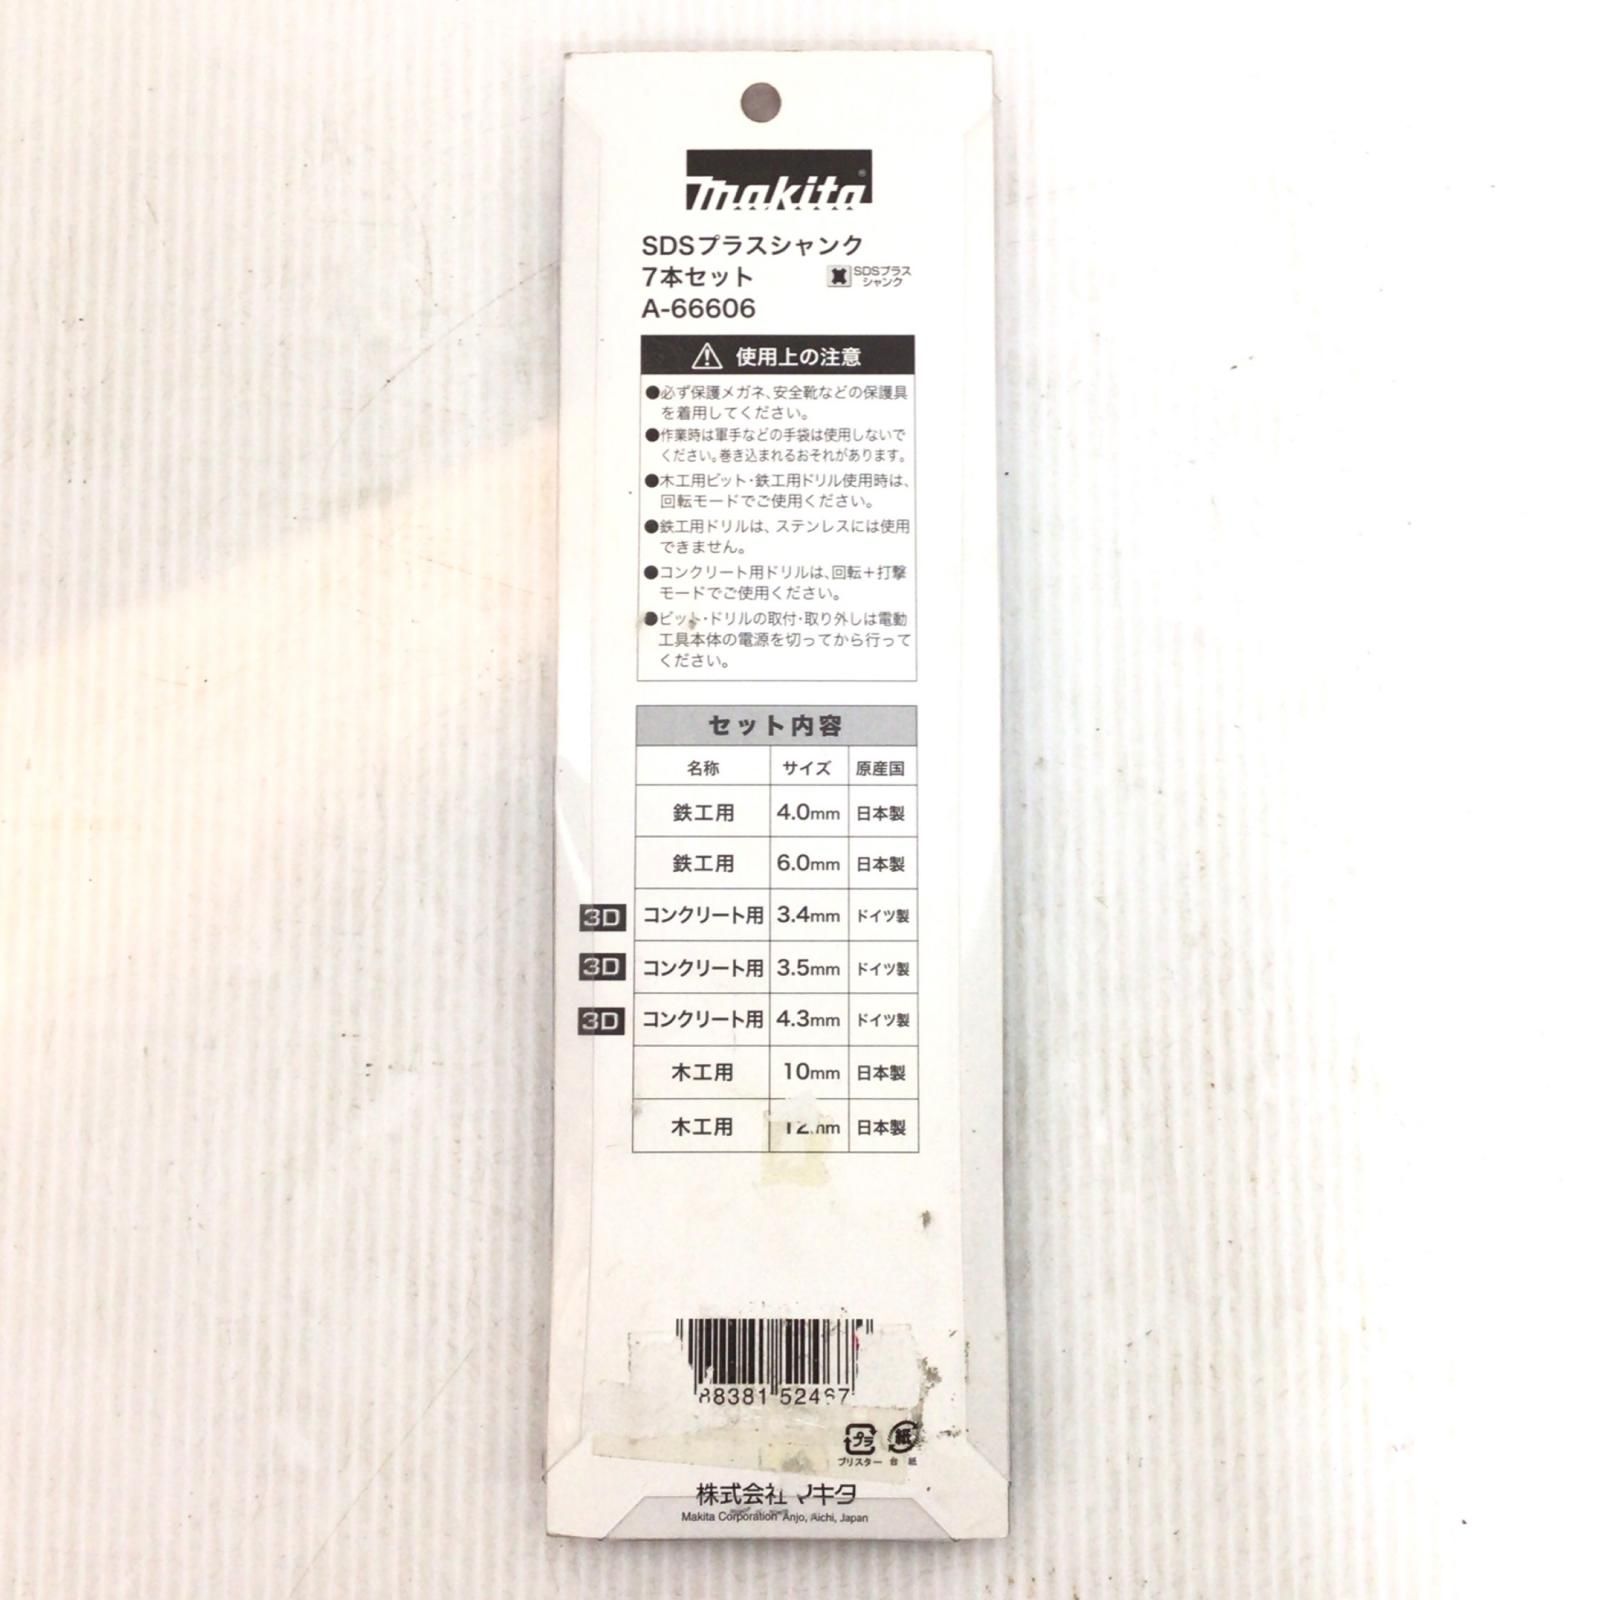 makita
SDSプラスシャンク
7本セット
SDSプラス
シャンク
A-66606
使用上の注意
●必ず保護メガネ、安全靴などの保護具
を着用してください。
●作業時は軍手などの手袋は使用しないで
ください。巻き込まれるおそれがあります。
●木工用ビット・鉄工用ドリル使用時は、
回転モードでご使用ください。
●鉄工用ドリルは、ステンレスには使用
できません。
●コンクリート用ドリルは、回転＋打撃
モードでご使用ください。
●ビット・ドリルの取付・取り外しは電動
工具本体の電源を切ってから行って
ください。
セット内容
名称 サイズ 原産国
鉄工用 4.0mm 日本製
鉄工用 6.0mm 日本製
3D コンクリート用 3.4mm ドイツ製
3D コンクリート用 3.5mm ドイツ製
3D コンクリート用 4.3mm ドイツ製
木工用 10mm 日本製
木工用 12mm 日本製
88381 524
プラ 紙
ブリスター 台紙
株式会社マキタ
Makita Corporation Anjo, Aichi, Japan